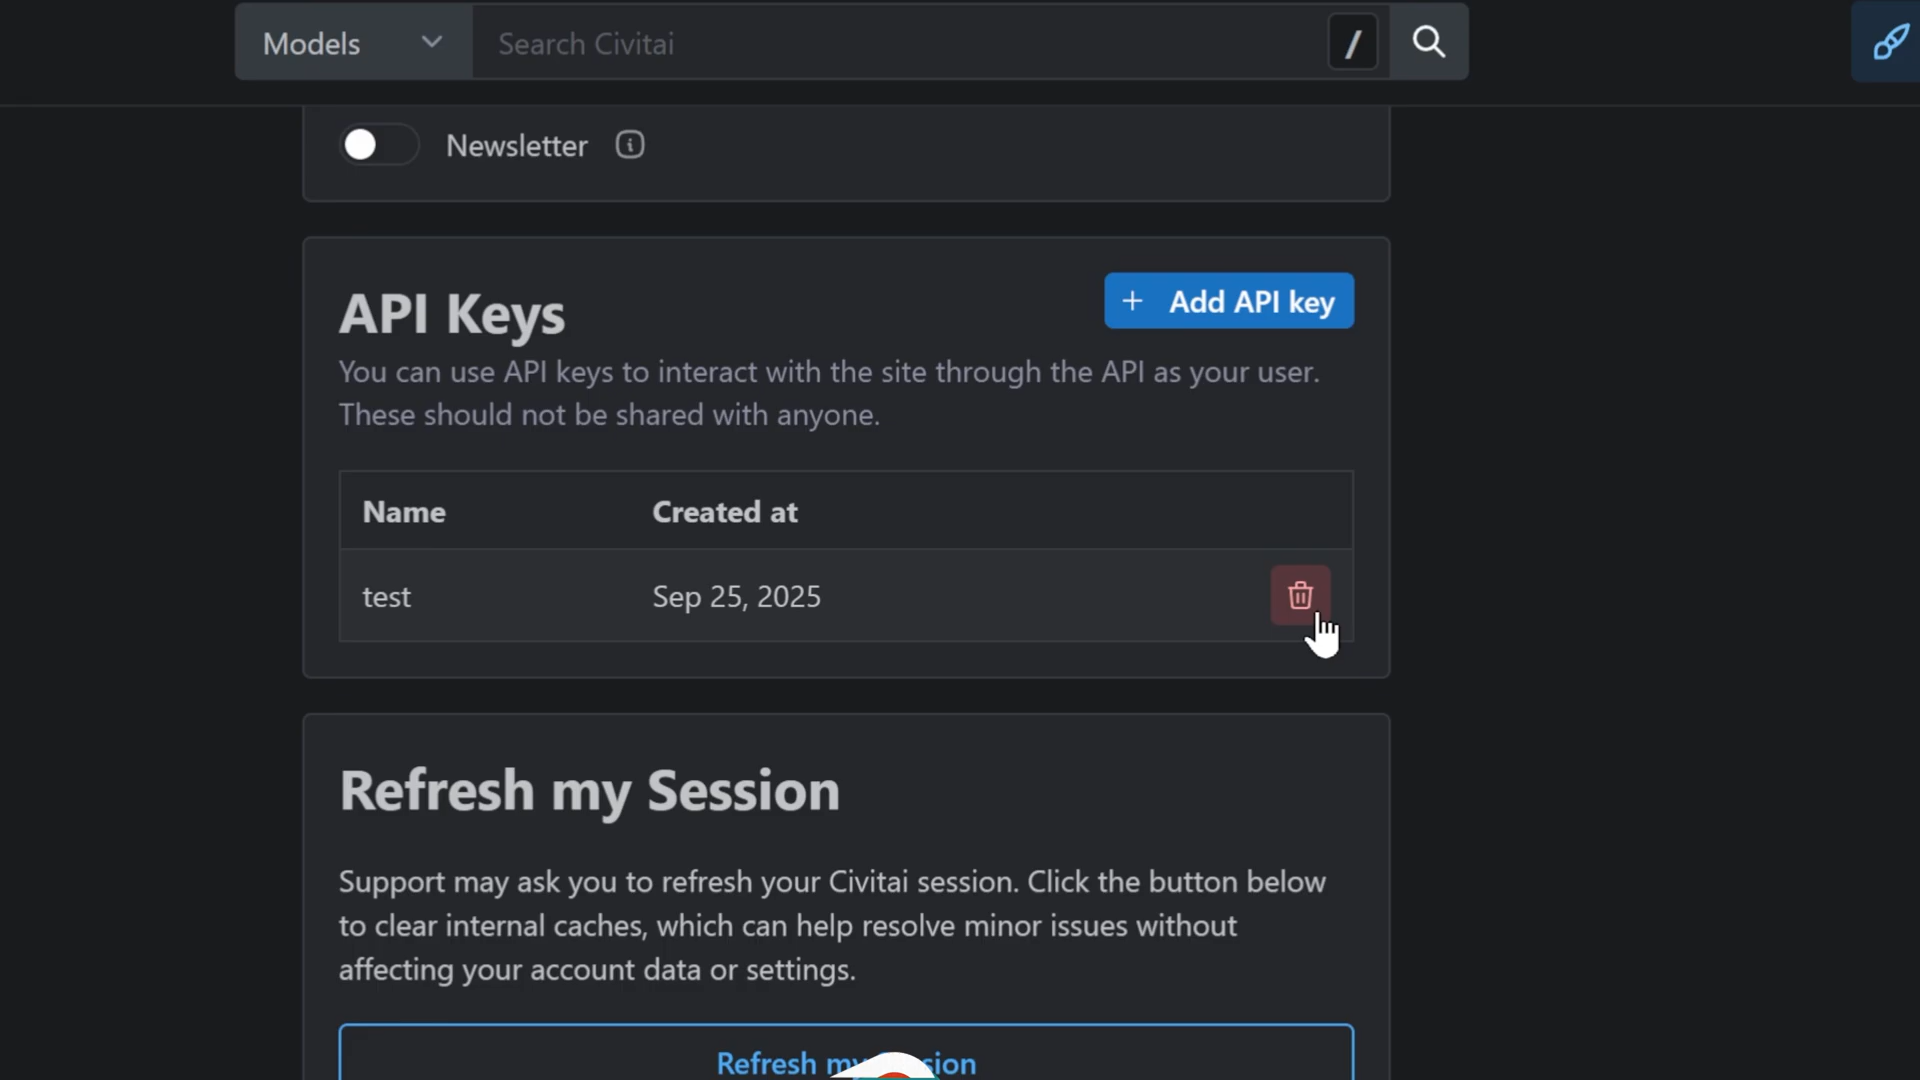 Models
Search Civitai
/
Newsletter
API Keys
+ Add API key
You can use API keys to interact with the site through the API as your user.
These should not be shared with anyone.
Name Created at
test Sep 25, 2025
Refresh my Session
Support may ask you to refresh your Civitai session. Click the button below
to clear internal caches, which can help resolve minor issues without
affecting your account data or settings.
Refresh my